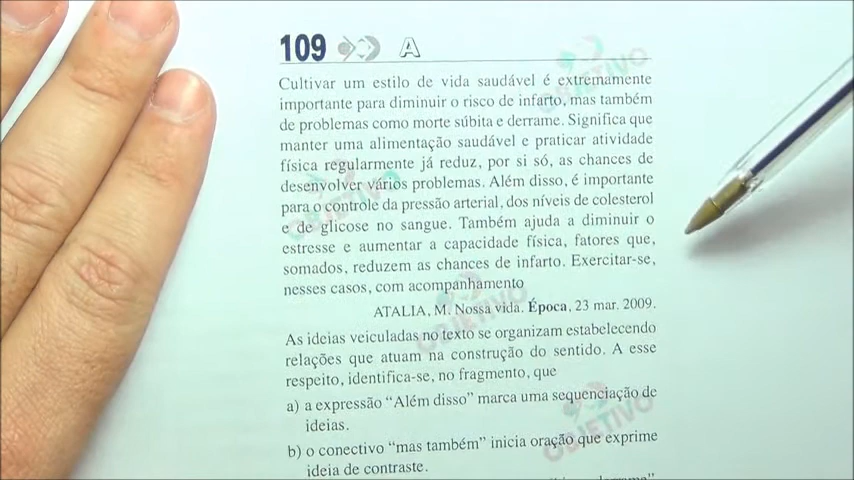 109 A
Cultivar um estilo de vida saudável é extremamente
importante para diminuir o risco de infarto, mas também
de problemas como morte súbita e derrame. Significa que
manter uma alimentação saudável e praticar atividade
física regularmente já reduz, por si só, as chances de
desenvolver vários problemas. Além disso, é importante
para o controle da pressão arterial, dos níveis de colesterol
e de glicose no sangue. Também ajuda a diminuir o
estresse e aumentar a capacidade física, fatores que,
somados, reduzem as chances de infarto. Exercitar-se,
nesses casos, com acompanhamento
ATALIA, M. Nossa vida. Época, 23 mar. 2009.
As ideias veiculadas no texto se organizam estabelecendo
relações que atuam na construção do sentido. A esse
respeito, identifica-se, no fragmento, que
a) a expressão “Além disso” marca uma sequenciação de
ideias.
b) o conectivo “mas também” inicia oração que exprime
ideia de contraste.
OBJETIVO
OBJETIVO
OBJETIVO
OBJETIVO